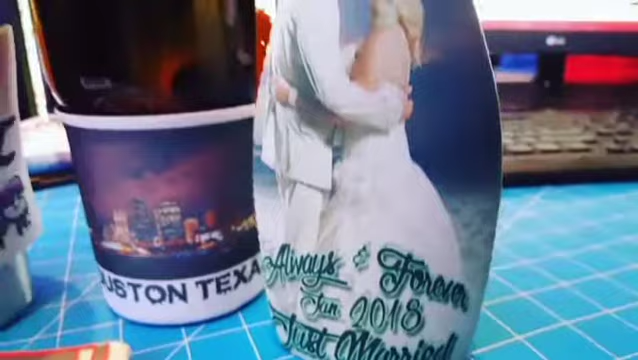 USTON TEXA
Always & Forever
Jan 2018
Just Married
LG